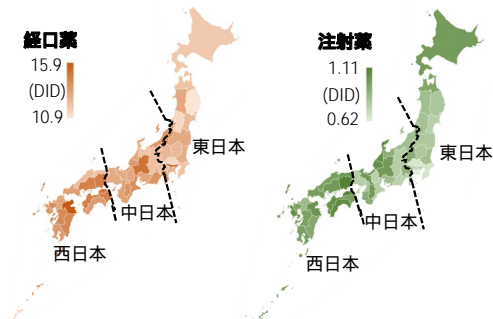 経口薬
15.9
(DID)
10.9
東日本
中日本
西日本
注射薬
1.11
(DID)
0.62
東日本
中日本
西日本